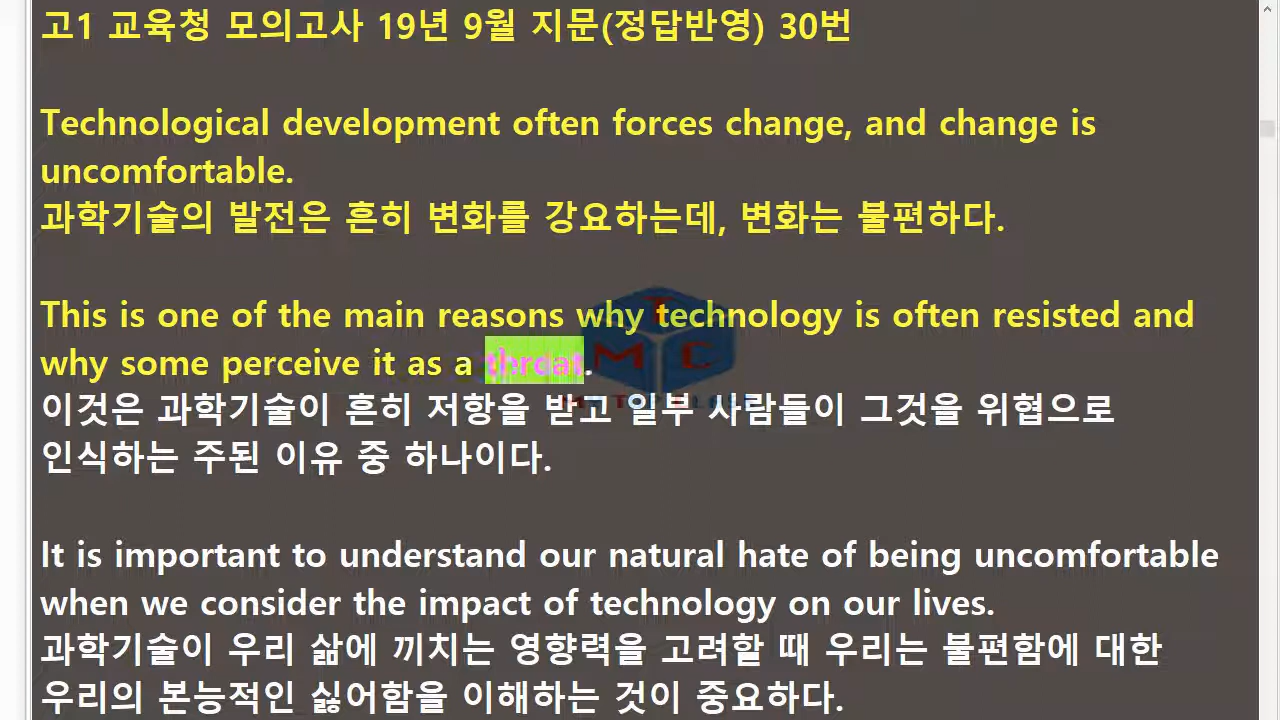 고1 교육청 모의고사 19년 9월 지문(정답반영) 30번
Technological development often forces change, and change is
uncomfortable.
과학기술의 발전은 흔히 변화를 강요하는데, 변화는 불편하다.
This is one of the main reasons why technology is often resisted and
why some perceive it as a threat.
이것은 과학기술이 흔히 저항을 받고 일부 사람들이 그것을 위협으로
인식하는 주된 이유 중 하나이다.
It is important to understand our natural hate of being uncomfortable
when we consider the impact of technology on our lives.
과학기술이 우리 삶에 끼치는 영향력을 고려할 때 우리는 불편함에 대한
우리의 본능적인 싫어함을 이해하는 것이 중요하다.
T
M C